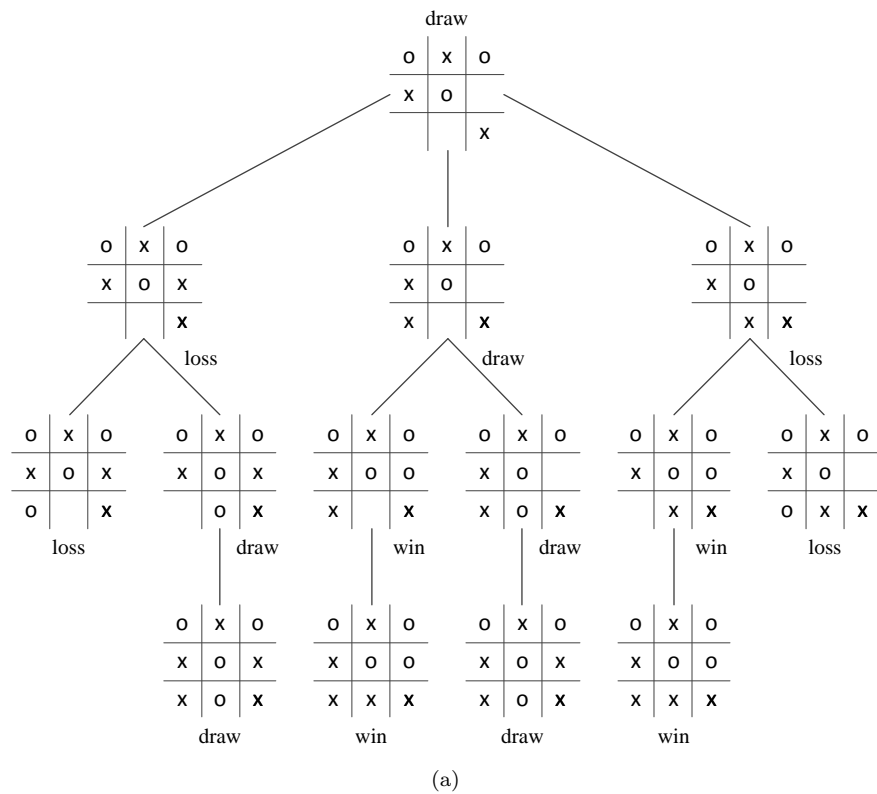 draw
o x o
x o
x
o x o
o x o
o x o
x o x
x o
x o
x
x x
x x
loss
draw
loss
o x o
o x o
o x o
o x o
o x o
o x o
x o x
x o x
x o o
x o
x o o
x o
o x
o x
x x
x o x
x x
o x x
loss
draw
win
draw
win
loss
o x o
o x o
o x o
o x o
x o x
x o o
x o x
x o o
x o x
x x x
x o x
x x x
draw
win
draw
win
(a)